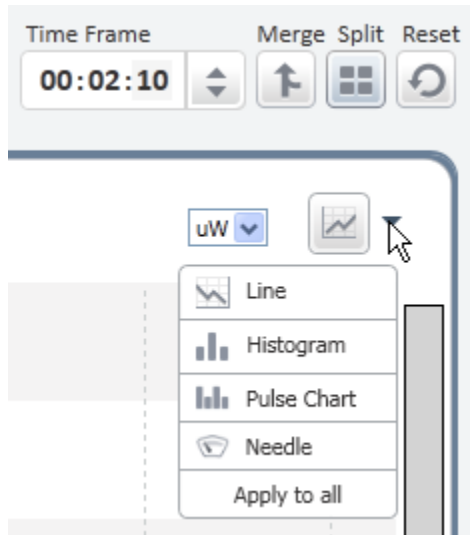 Time Frame Merge Split Reset
00:02:10
uW
Line
Histogram
Pulse Chart
Needle
Apply to all